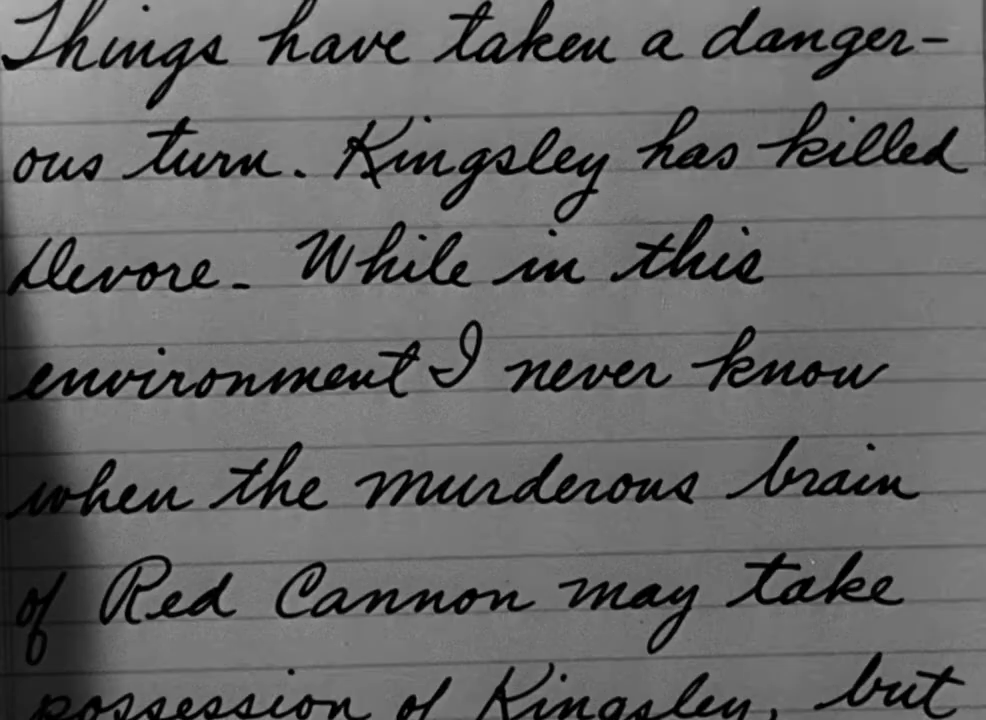 Things have taken a danger-
ous turn. Kingsley has killed
Devore. While in this
environment I never know
when the murderous brain
of Red Cannon may take
possession of Kingsley, but